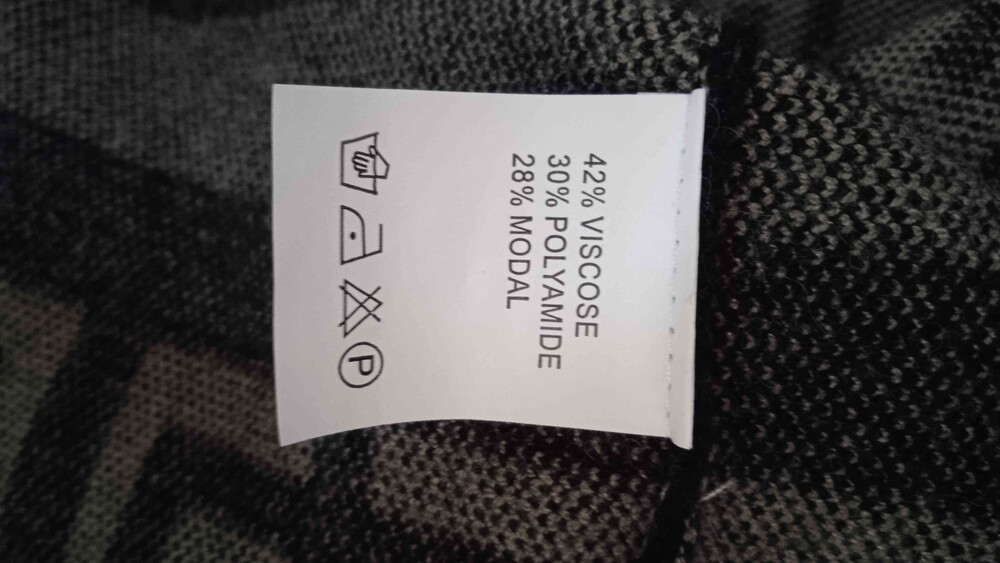 42% VISCOSE
30% POLYAMIDE
28% MODAL
P